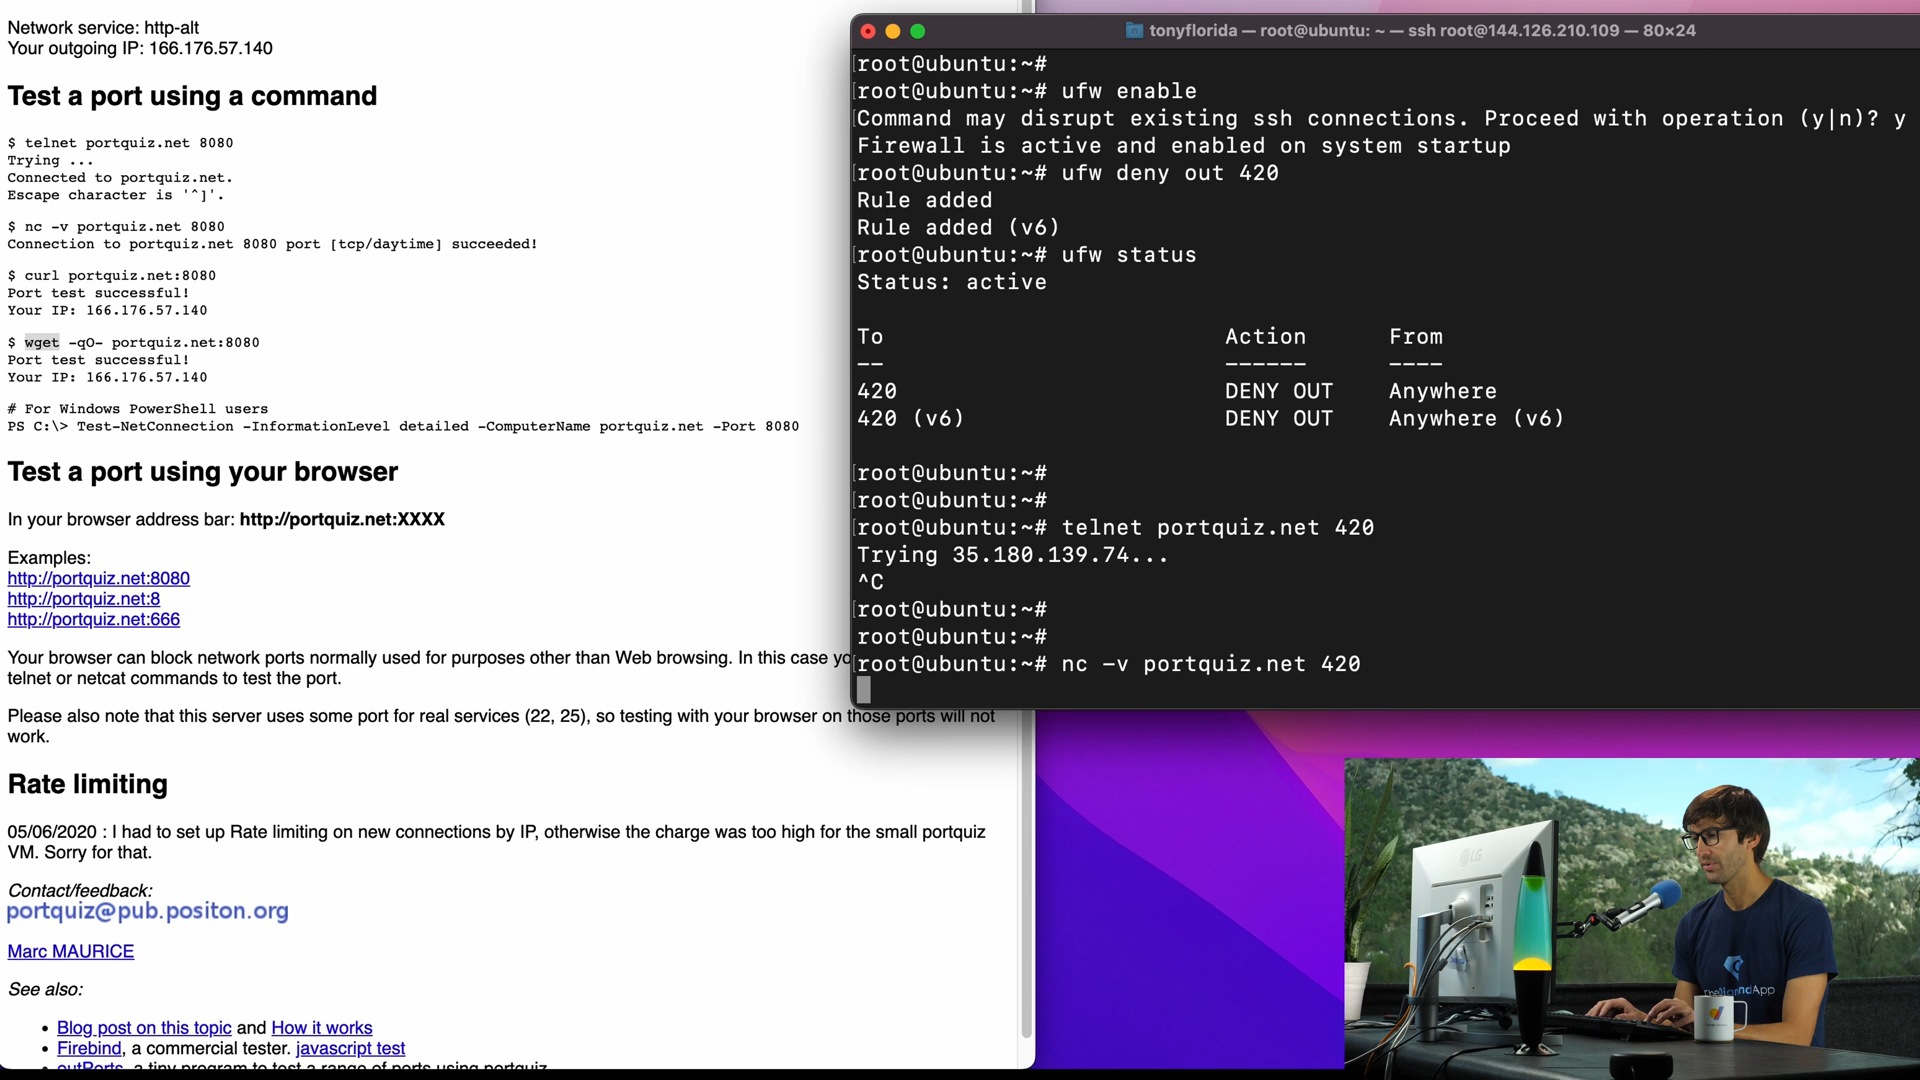 Network service: http-alt
Your outgoing IP: 166.176.57.140
Test a port using a command
$ telnet portquiz.net 8080
Trying ...
Connected to portquiz.net.
Escape character is '^]'.
$ nc -v portquiz.net 8080
Connection to portquiz.net 8080 port [tcp/daytime] succeeded!
$ curl portquiz.net:8080
Port test successful!
Your IP: 166.176.57.140
$ wget -qO- portquiz.net:8080
Port test successful!
Your IP: 166.176.57.140
# For Windows PowerShell users
PS C:\> Test-NetConnection -InformationLevel detailed -ComputerName portquiz.net -Port 8080
Test a port using your browser
In your browser address bar: http://portquiz.net:XXXX
Examples:
http://portquiz.net:8080
http://portquiz.net:8
http://portquiz.net:666
Your browser can block network ports normally used for purposes other than Web browsing. In this case yo
telnet or netcat commands to test the port.
Please also note that this server uses some port for real services (22, 25), so testing with your browser on those ports will not
work.
Rate limiting
05/06/2020 : I had to set up Rate limiting on new connections by IP, otherwise the charge was too high for the small portquiz
VM. Sorry for that.
Contact/feedback:
portquiz@pub.positon.org
Marc MAURICE
See also:
• Blog post on this topic and How it works
• Firebind, a commercial tester. javascript test
outPorts, a tiny program to test a range of ports using portquiz
tonyflorida — root@ubuntu: ~ — ssh root@144.126.210.109 — 80×24
[root@ubuntu:~#
[root@ubuntu:~# ufw enable
[Command may disrupt existing ssh connections. Proceed with operation (y|n)? y
Firewall is active and enabled on system startup
[root@ubuntu:~# ufw deny out 420
Rule added
Rule added (v6)
[root@ubuntu:~# ufw status
Status: active
To Action From
-- ------ ----
420 DENY OUT Anywhere
420 (v6) DENY OUT Anywhere (v6)
[root@ubuntu:~#
[root@ubuntu:~#
[root@ubuntu:~# telnet portquiz.net 420
Trying 35.180.139.74...
^C
[root@ubuntu:~#
root@ubuntu:~#
[root@ubuntu:~# nc -v portquiz.net 420
LG